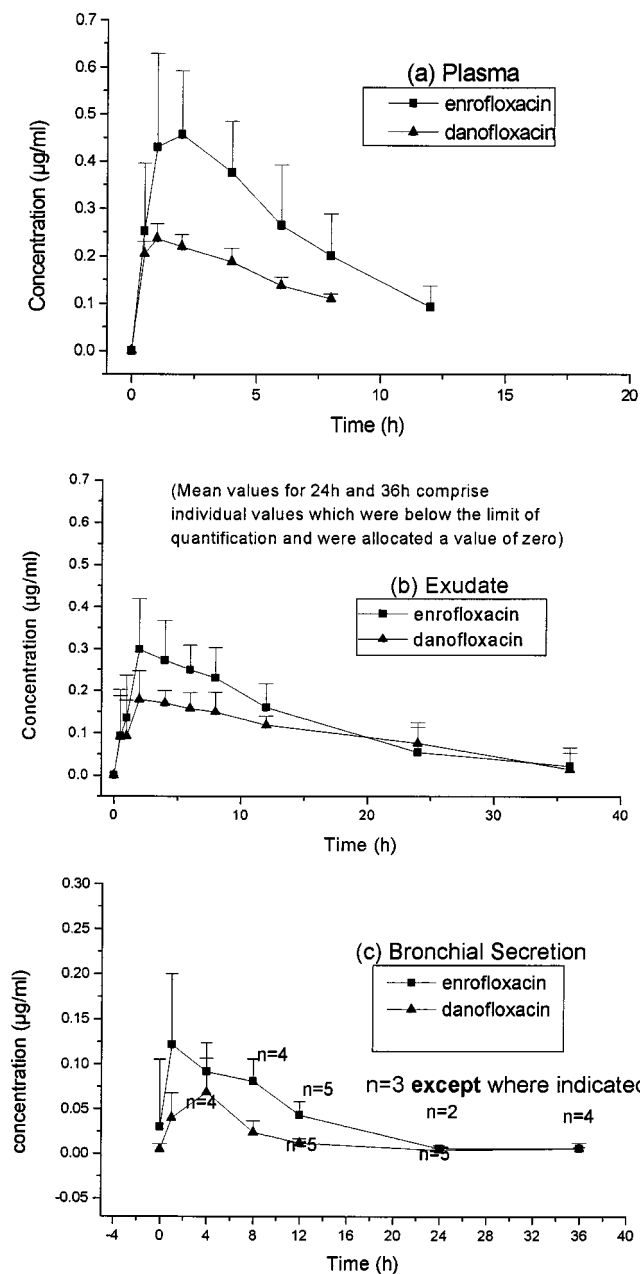 (a) Plasma
enrofloxacin
danofloxacin
Concentration (µg/ml)
0.7
0.6
0.5
0.4
0.3
0.2
0.1
0.0
0
5
10
15
20
Time (h)
(Mean values for 24h and 36h comprise
individual values which were below the limit of
quantification and were allocated a value of zero)
(b) Exudate
enrofloxacin
danofloxacin
Concentration (µg/ml)
0.7
0.6
0.5
0.4
0.3
0.2
0.1
0.0
0
10
20
30
40
Time (h)
(c) Bronchial Secretion
enrofloxacin
danofloxacin
concentration (µg/ml)
0.30
0.25
0.20
0.15
0.10
0.05
0.00
-0.05
n=4
n=3 except where indicated
n=5
n=4
n=2
n=4
n=5
n=5
-4
0
4
8
12
16
20
24
28
32
36
40
Time (h)